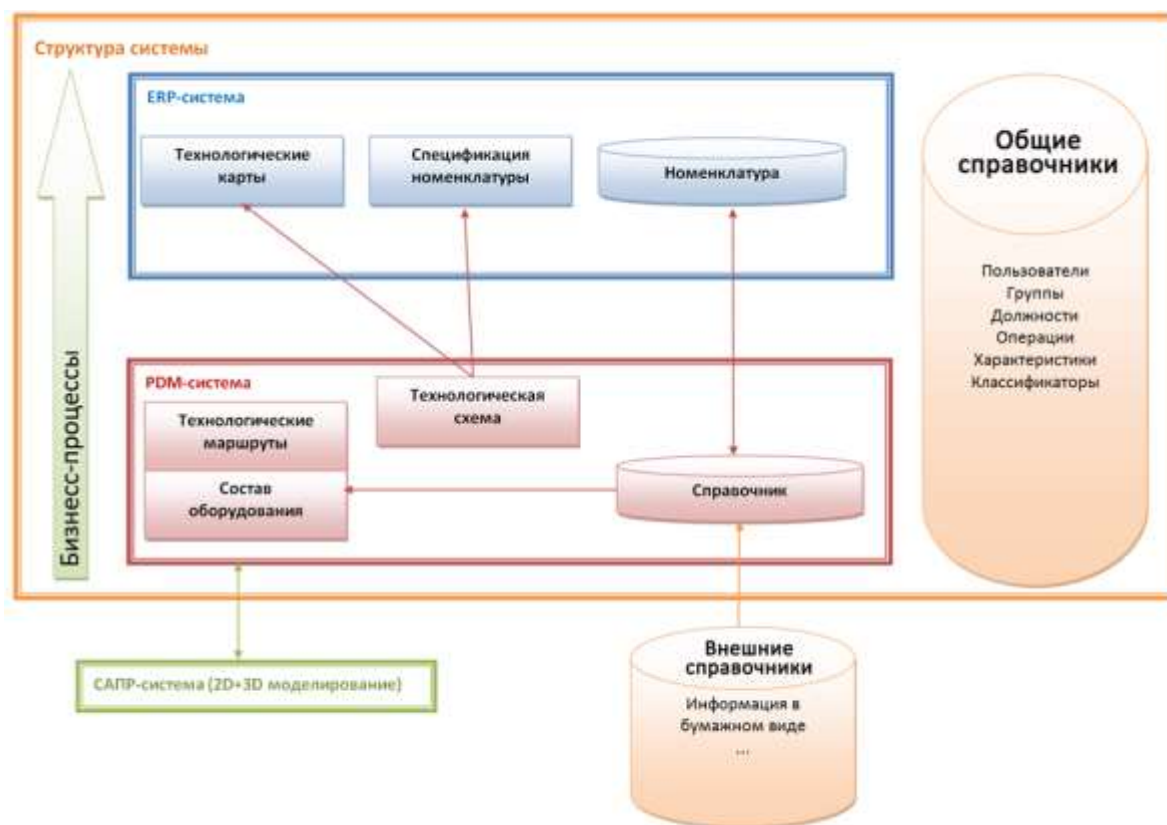 Структура системы
ERP-система
Технологические
карты
Спецификация
номенклатуры
Номенклатура
Общие
справочники
Пользователи
Группы
Должности
Операции
Характеристики
Классификаторы
Бизнесс-процессы
PDM-система
Технологическая
схема
Технологические
маршруты
Состав
оборудования
Справочник
САПР-система (2D+3D моделирование)
Внешние
справочники
Информация в
бумажном виде
...